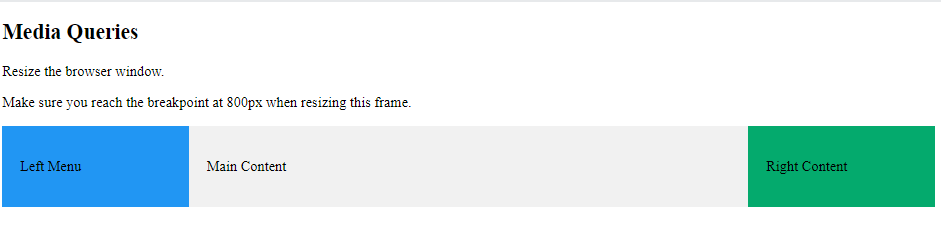 Media Queries
Resize the browser window.
Make sure you reach the breakpoint at 800px when resizing this frame.
Left Menu
Main Content
Right Content